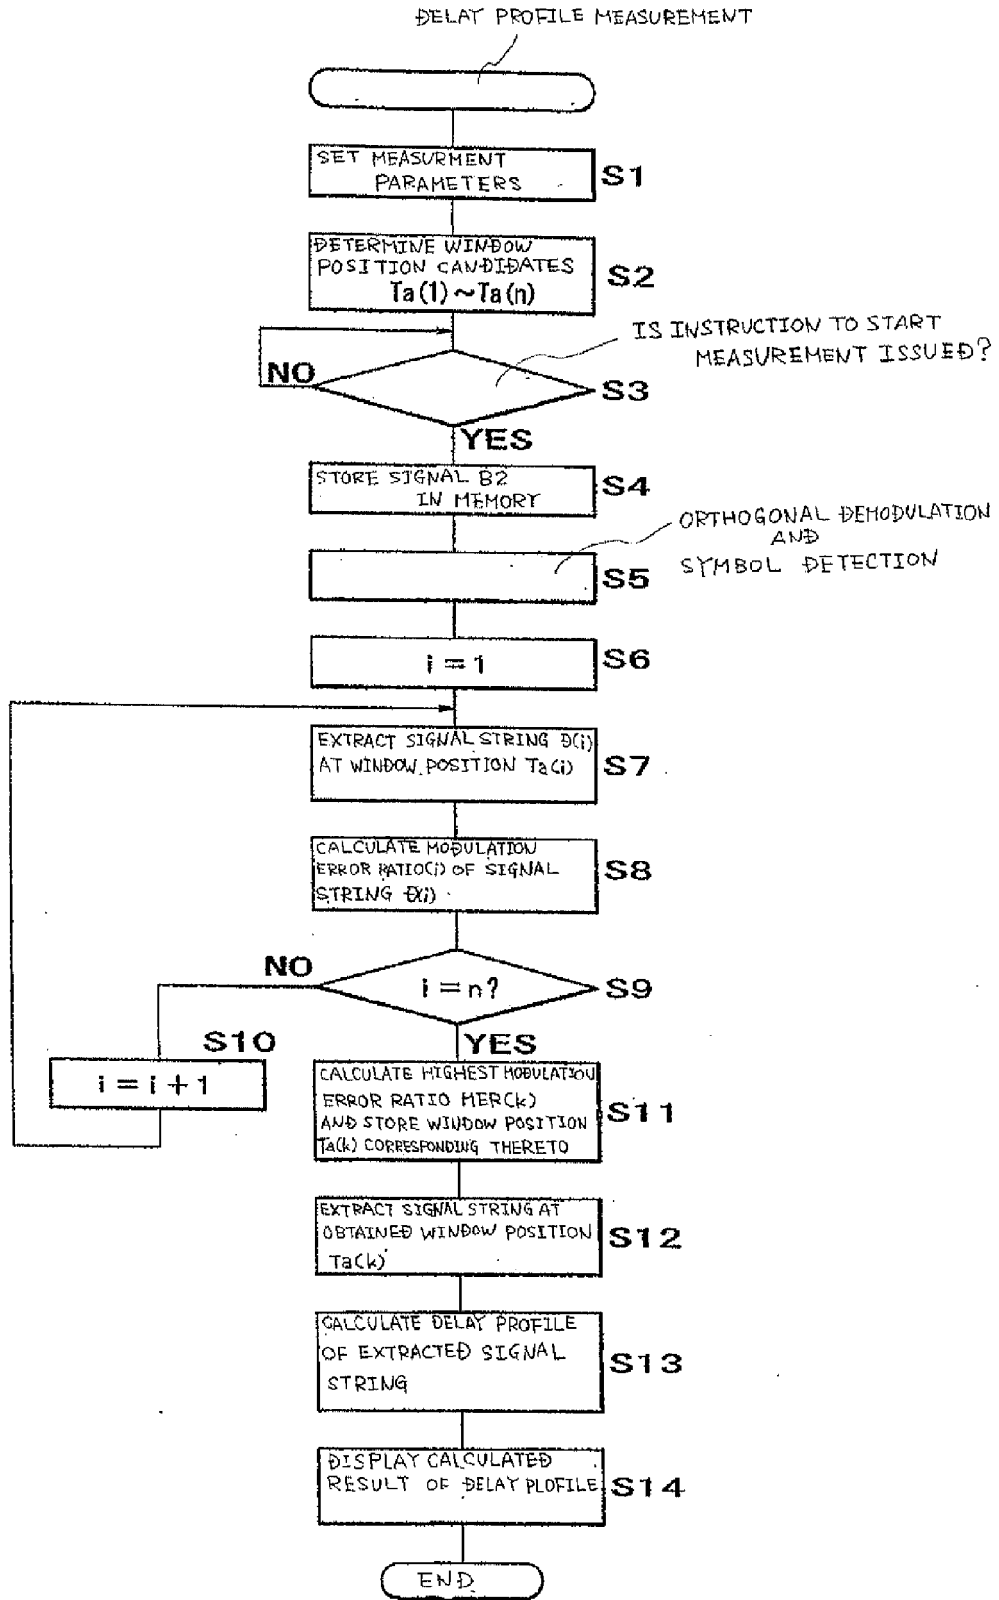 DELAY PROFILE MEASUREMENT
SET MEASURMENT
PARAMETERS
S1
DETERMINE WINDOW
POSITION CANDIDATES
Ta(1)~Ta(n)
S2
IS INSTRUCTION TO START
MEASUREMENT ISSUED?
NO
S3
YES
STORE SIGNAL B2
IN MEMORY
S4
ORTHOGONAL DEMODULATION
AND
SYMBOL DETECTION
S5
i = 1
S6
EXTRACT SIGNAL STRING D(i)
AT WINDOW POSITION Ta(i)
S7
CALCULATE MODULATION
ERROR RATIO(i) OF SIGNAL
STRING D(i)
S8
NO
i = n?
S9
YES
S10
i = i + 1
CALCULATE HIGHEST MODULATION
ERROR RATIO MER(k)
AND STORE WINDOW POSITION
Ta(k) CORRESPONDING THERETO
S11
EXTRACT SIGNAL STRING AT
OBTAINED WINDOW POSITION
Ta(k)
S12
CALCULATE DELAY PROFILE
OF EXTRACTED SIGNAL
STRING
S13
DISPLAY CALCULATED
RESULT OF DELAY PLOFILE
S14
END